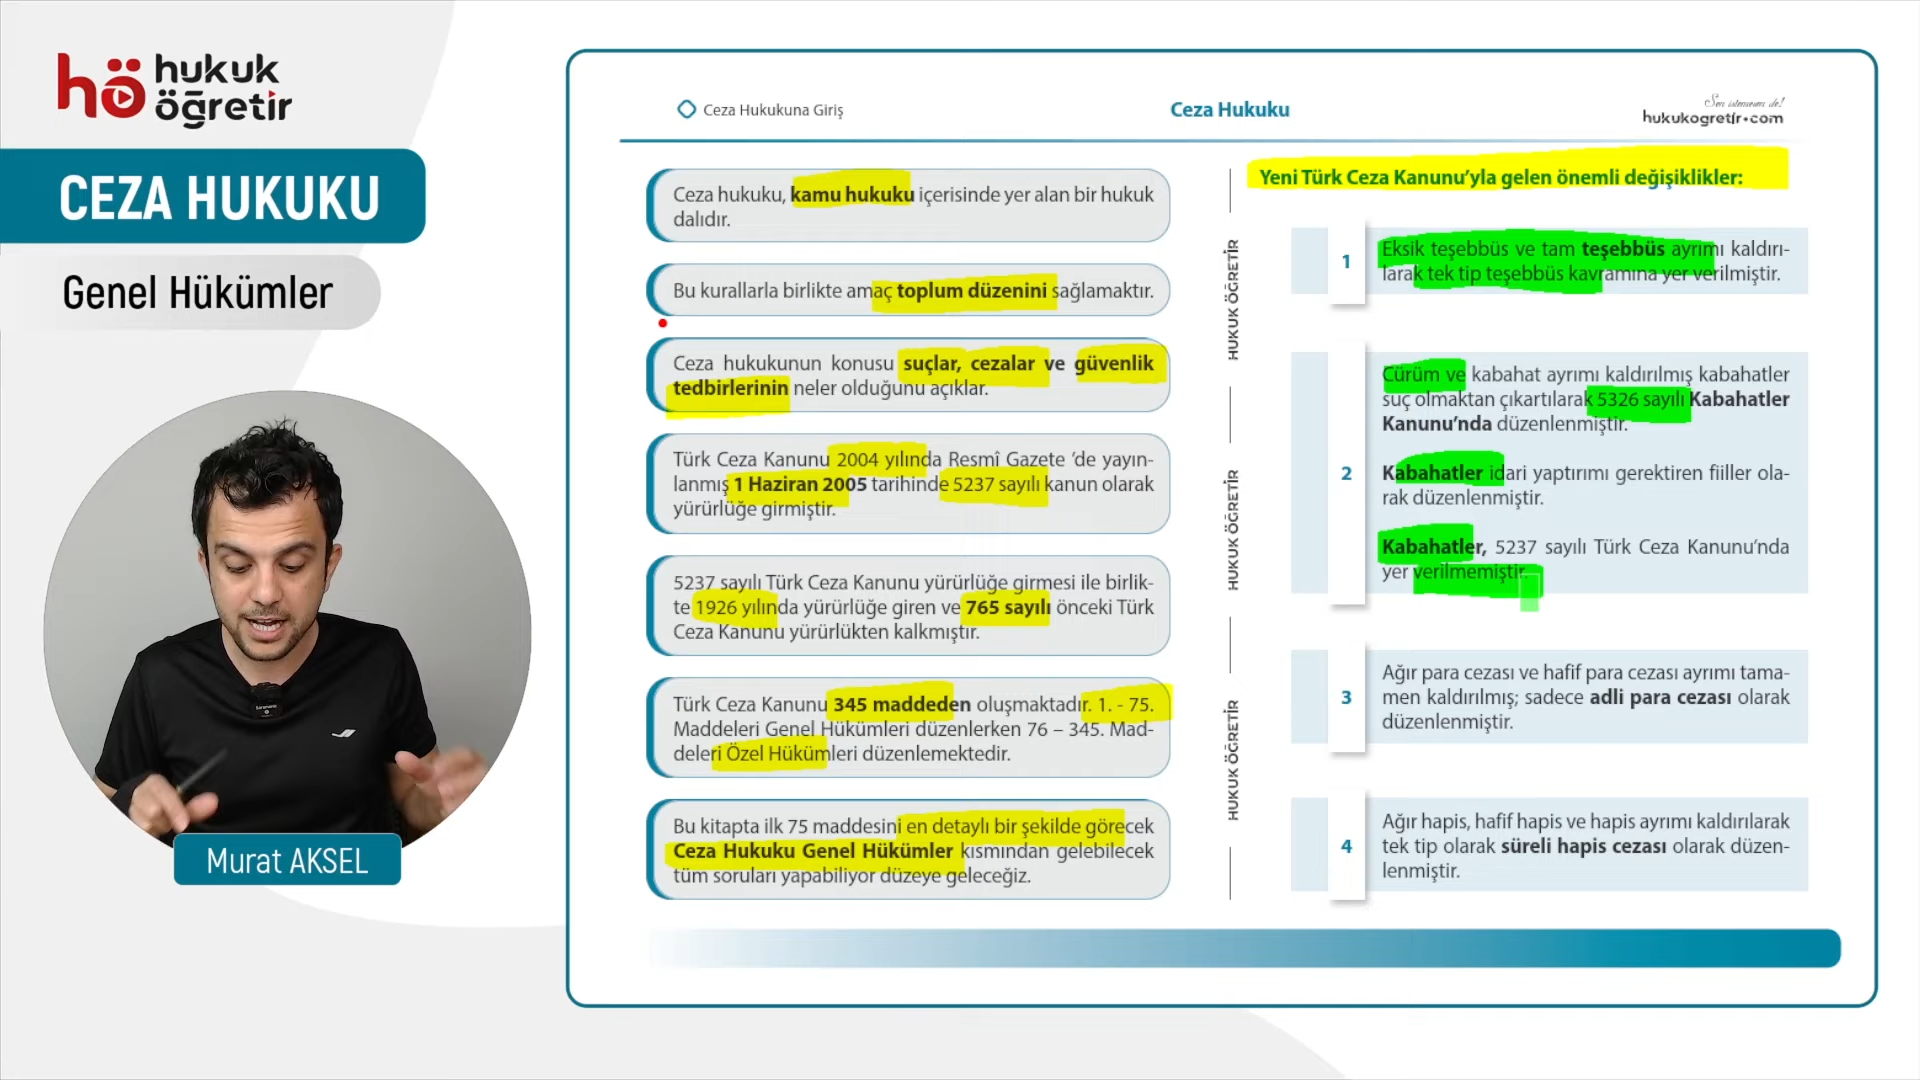 hö hukuk
öğretir
CEZA HUKUKU
Genel Hükümler
Murat AKSEL
Ceza Hukukuna Giriş
Ceza Hukuku
Sen istemesen de!
hukukogretir•com
Ceza hukuku, kamu hukuku içerisinde yer alan bir hukuk
dalıdır.
Bu kurallarla birlikte amaç toplum düzenini sağlamaktır.
Ceza hukukunun konusu suçlar, cezalar ve güvenlik
tedbirlerinin neler olduğunu açıklar.
Türk Ceza Kanunu 2004 yılında Resmî Gazete ’de yayın-
lanmış 1 Haziran 2005 tarihinde 5237 sayılı kanun olarak
yürürlüğe girmiştir.
5237 sayılı Türk Ceza Kanunu yürürlüğe girmesi ile birlik-
te 1926 yılında yürürlüğe giren ve 765 sayılı önceki Türk
Ceza Kanunu yürürlükten kalkmıştır.
Türk Ceza Kanunu 345 maddeden oluşmaktadır. 1. - 75.
Maddeleri Genel Hükümleri düzenlerken 76 – 345. Mad-
deleri Özel Hükümleri düzenlemektedir.
Bu kitapta ilk 75 maddesini en detaylı bir şekilde görecek
Ceza Hukuku Genel Hükümler kısmından gelebilecek
tüm soruları yapabiliyor düzeye geleceğiz.
HUKUK ÖĞRETİR
HUKUK ÖĞRETİR
HUKUK ÖĞRETİR
Yeni Türk Ceza Kanunu’yla gelen önemli değişiklikler:
1
Eksik teşebbüs ve tam teşebbüs ayrımı kaldırı-
larak tek tip teşebbüs kavramına yer verilmiştir.
2
Cürüm ve kabahat ayrımı kaldırılmış kabahatler
suç olmaktan çıkartılarak 5326 sayılı Kabahatler
Kanunu’nda düzenlenmiştir.
Kabahatler idari yaptırımı gerektiren fiiller ola-
rak düzenlenmiştir.
Kabahatler, 5237 sayılı Türk Ceza Kanunu’nda
yer verilmemiştir.
3
Ağır para cezası ve hafif para cezası ayrımı tama-
men kaldırılmış; sadece adli para cezası olarak
düzenlenmiştir.
4
Ağır hapis, hafif hapis ve hapis ayrımı kaldırılarak
tek tip olarak süreli hapis cezası olarak düzen-
lenmiştir.